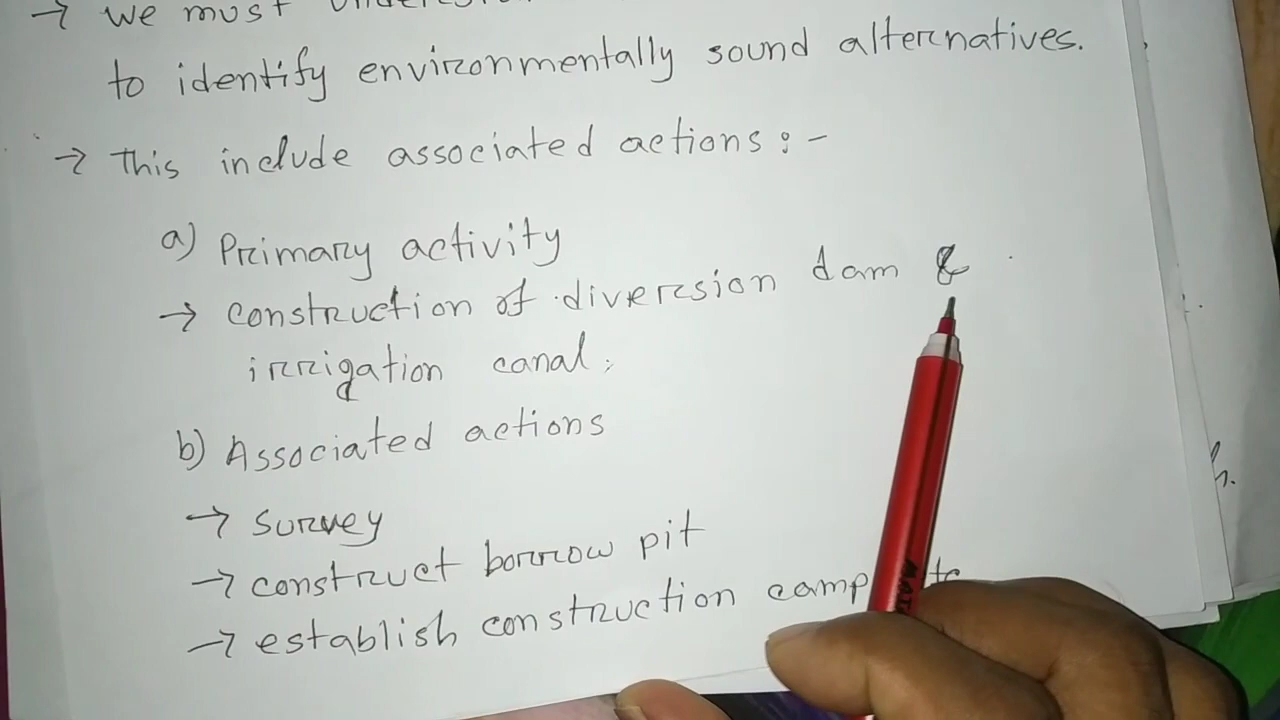 → we must
to identify environmentally sound alternatives.
→ This include associated actions : -
a) Primary activity
→ construction of diversion dam &
irrigation canal.
b) Associated actions
→ survey
→ construct borrow pit
→ establish construction camp